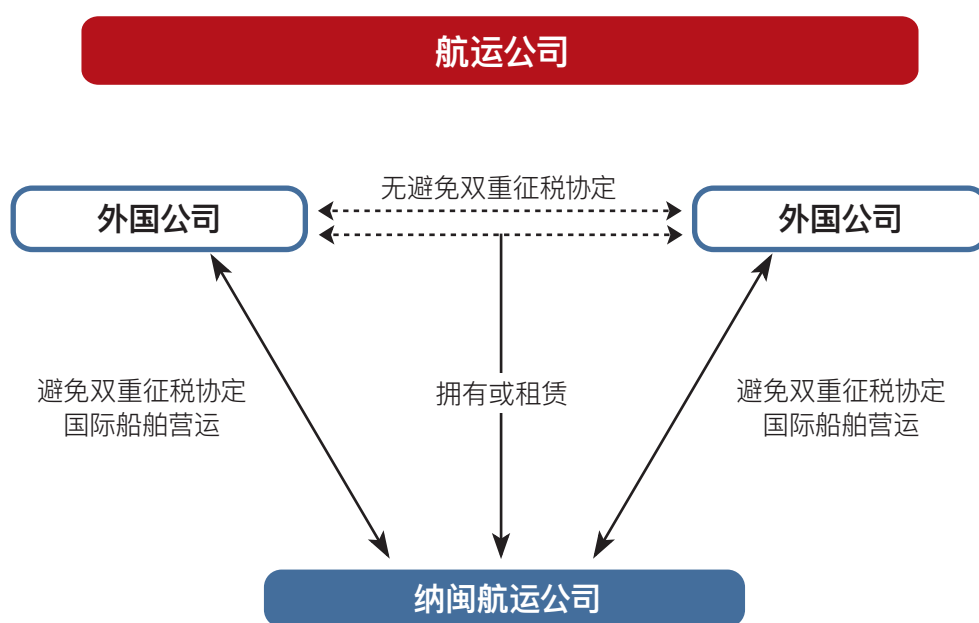 航运公司
无避免双重征税协定
外国公司
外国公司
避免双重征税协定
国际船舶营运
拥有或租赁
避免双重征税协定
国际船舶营运
纳闽航运公司